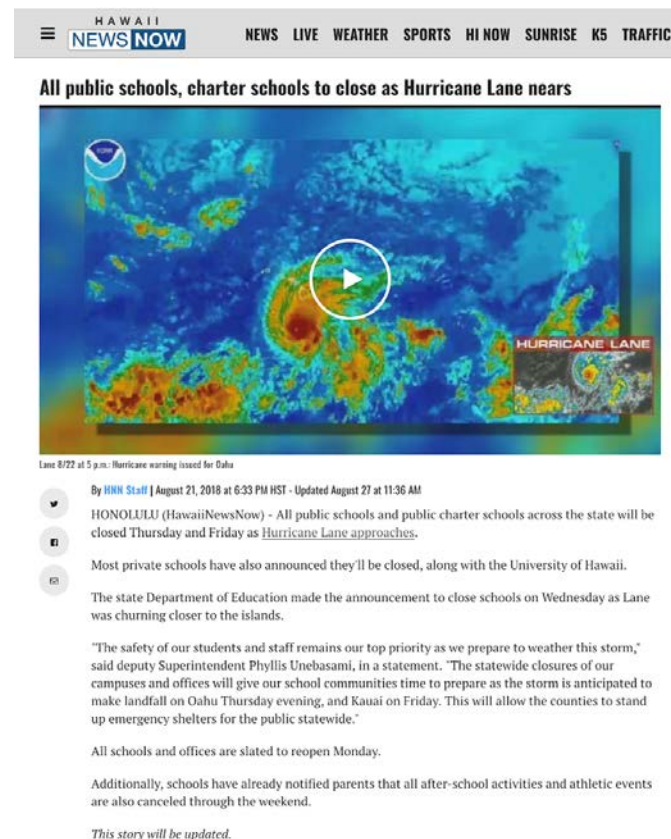 HAWAII
NEWS NOW
NEWS LIVE WEATHER SPORTS HI NOW SUNRISE K5 TRAFFIC
All public schools, charter schools to close as Hurricane Lane nears
HURRICANE LANE
Lane 8/22 at 5 p.m.: Hurricane warning issued for Oahu
By HNN Staff | August 21, 2018 at 6:33 PM HST - Updated August 27 at 11:36 AM
HONOLULU (HawaiiNewsNow) - All public schools and public charter schools across the state will be
closed Thursday and Friday as Hurricane Lane approaches.
Most private schools have also announced they'll be closed, along with the University of Hawaii.
The state Department of Education made the announcement to close schools on Wednesday as Lane
was churning closer to the islands.
"The safety of our students and staff remains our top priority as we prepare to weather this storm,"
said deputy Superintendent Phyllis Unebasami, in a statement. "The statewide closures of our
campuses and offices will give our school communities time to prepare as the storm is anticipated to
make landfall on Oahu Thursday evening, and Kauai on Friday. This will allow the counties to stand
up emergency shelters for the public statewide."
All schools and offices are slated to reopen Monday.
Additionally, schools have already notified parents that all after-school activities and athletic events
are also canceled through the weekend.
This story will be updated.